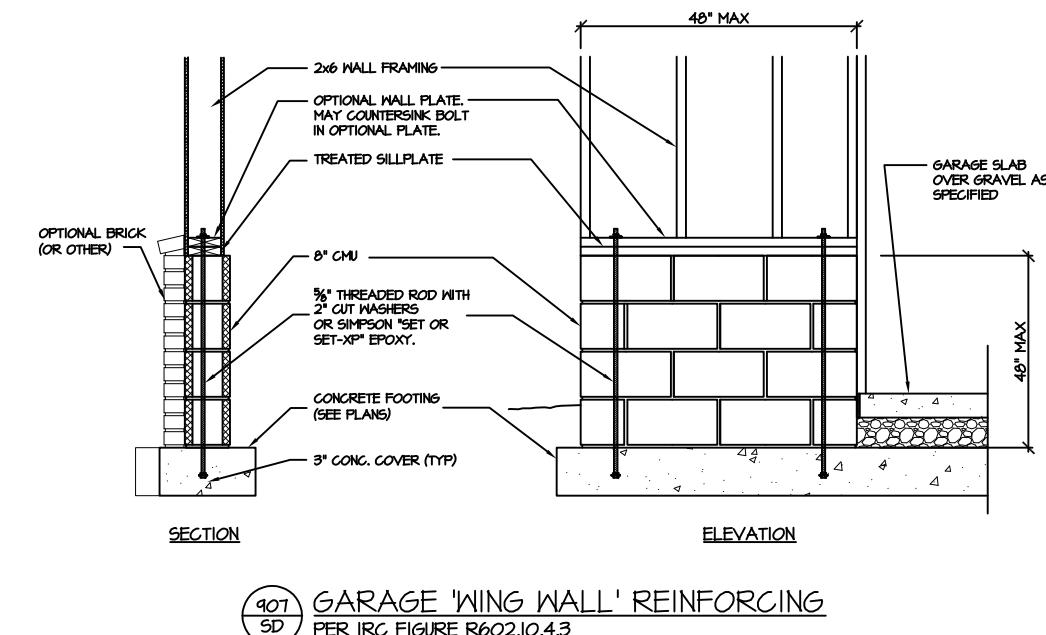 48" MAX
2x6 WALL FRAMING
OPTIONAL WALL PLATE.
MAY COUNTERSINK BOLT
IN OPTIONAL PLATE.
TREATED SILLPLATE
GARAGE SLAB
OVER GRAVEL AS
SPECIFIED
OPTIONAL BRICK
(OR OTHER)
8" CMU
⅝" THREADED ROD WITH
2" CUT WASHERS
OR SIMPSON "SET OR
SET-XP" EPOXY.
48" MAX
CONCRETE FOOTING
(SEE PLANS)
3" CONC. COVER (TYP)
SECTION
ELEVATION
907
SD
GARAGE 'WING WALL' REINFORCING
PER IRC FIGURE R602.10.4.3